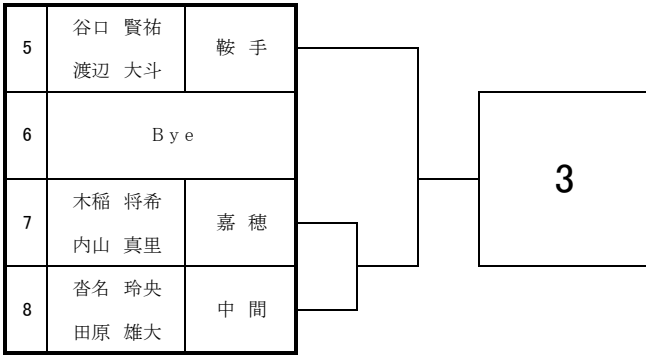 5 谷口 賢祐 鞍 手
渡辺 大斗
6 Bye
7 木稲 将希 嘉 穂
内山 真里
8 沓名 玲央 中 間
田原 雄大
3